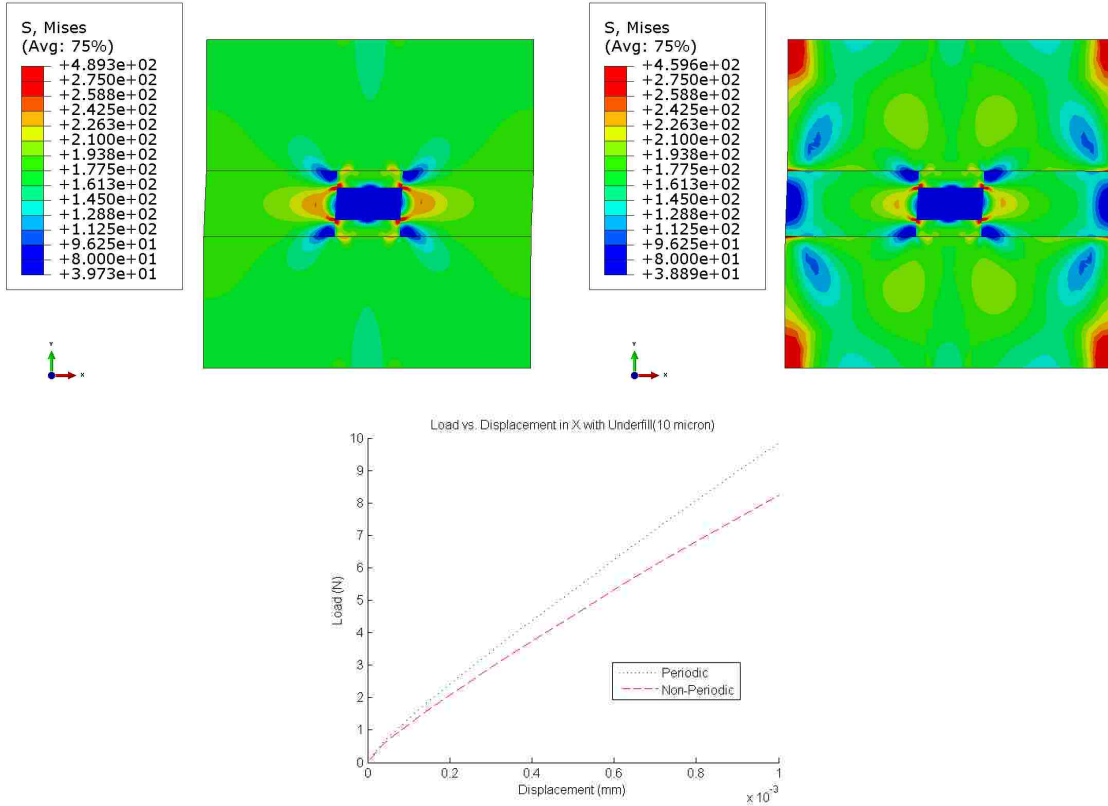 S, Mises
(Avg: 75%)
+4.893e+02
+2.750e+02
+2.588e+02
+2.425e+02
+2.263e+02
+2.100e+02
+1.938e+02
+1.775e+02
+1.613e+02
+1.450e+02
+1.288e+02
+1.125e+02
+9.625e+01
+8.000e+01
+3.973e+01
Y
X
S, Mises
(Avg: 75%)
+4.596e+02
+2.750e+02
+2.588e+02
+2.425e+02
+2.263e+02
+2.100e+02
+1.938e+02
+1.775e+02
+1.613e+02
+1.450e+02
+1.288e+02
+1.125e+02
+9.625e+01
+8.000e+01
+3.889e+01
Y
X
Load vs. Displacement in X with Underfill(10 micron)
10
9
8
7
6
5
4
3
2
1
0
Load (N)
Periodic
Non-Periodic
0 0.2 0.4 0.6 0.8 1
Displacement (mm)
x 10⁻³